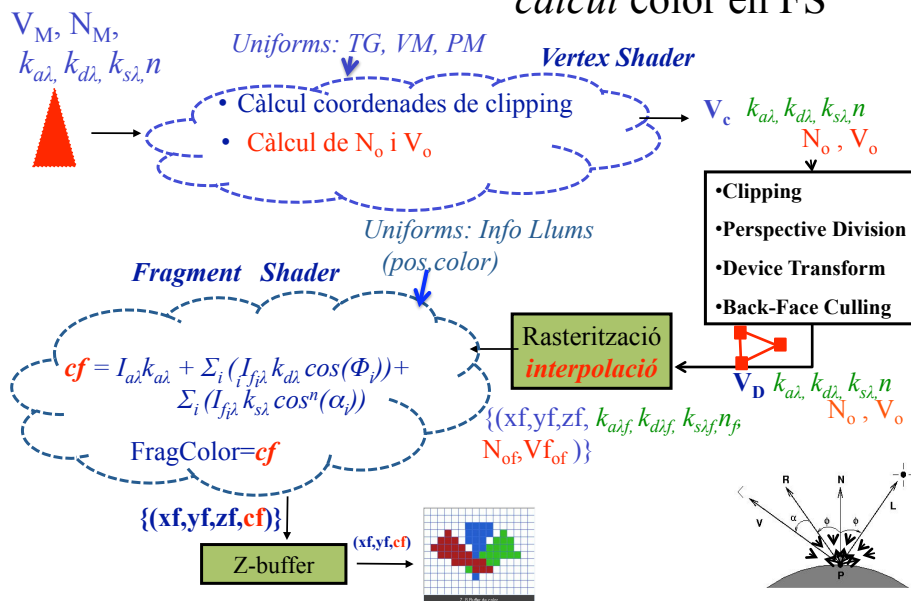 càlcul color en FS
V_M, N_M,
k_aλ, k_dλ, k_sλ, n
Uniforms: TG, VM, PM
Vertex Shader
• Càlcul coordenades de clipping
• Càlcul de N_o i V_o
V_c k_aλ, k_dλ, k_sλ, n
N_o , V_o
•Clipping
•Perspective Division
•Device Transform
•Back-Face Culling
V_D k_aλ, k_dλ, k_sλ, n
N_o , V_o
Rasterització
interpolació
{(xf,yf,zf, k_aλf, k_dλf, k_sλf, n_f,
N_of,Vf_of )}
Uniforms: Info Llums
(pos,color)
Fragment Shader
cf = I_aλ k_aλ + Σ_i (I_fiλ k_dλ cos(Φ_i))+
Σ_i (I_fiλ k_sλ cos^n(α_i))
FragColor=cf
{(xf,yf,zf,cf)}
Z-buffer
(xf,yf,cf)
R N L
V α ϕ ϕ
P